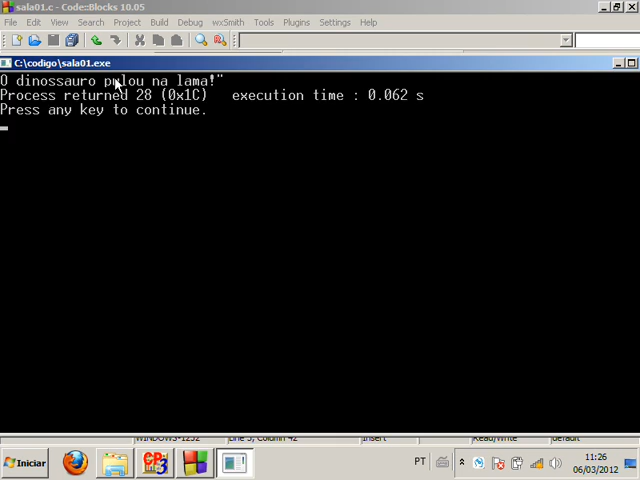 sala01.c - Code::Blocks 10.05
File Edit View Search Project Build Debug wxSmith Tools Plugins Settings Help
C:\codigo\sala01.exe
O dinossauro pulou na lama!"
Process returned 28 (0x1C)   execution time : 0.062 s
Press any key to continue.
WINDOWS-1252 Line 5, Column 42 Insert Read/Write default
Iniciar PT 11:26
06/03/2012